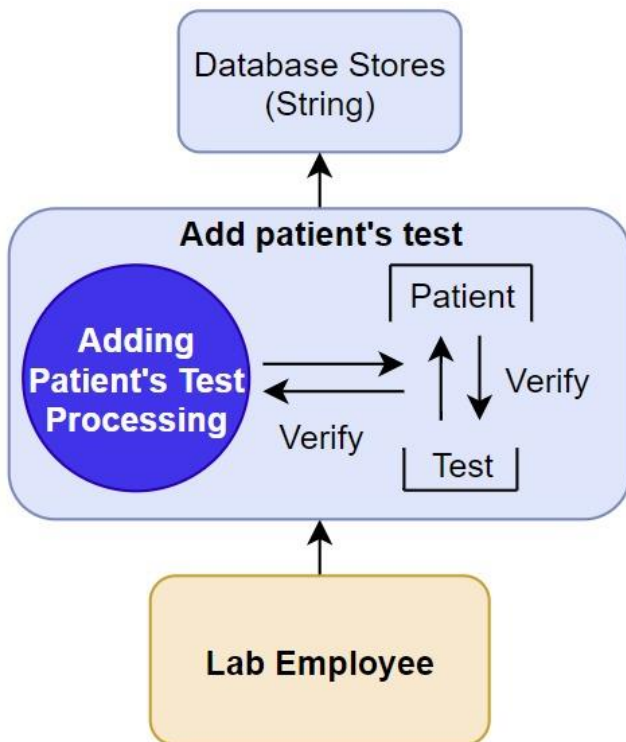 Database Stores
(String)
Add patient's test
Adding
Patient's Test
Processing
Patient
Verify
Verify
Test
Lab Employee